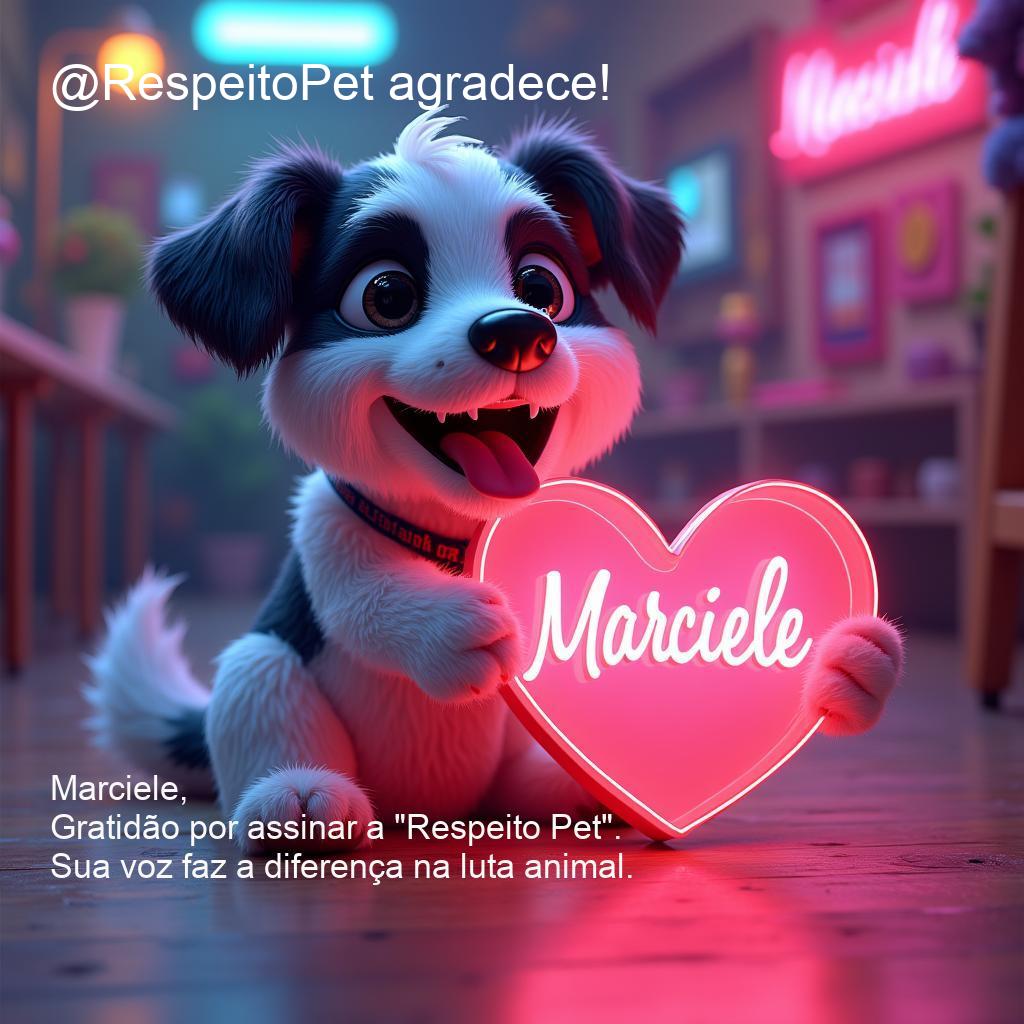 @RespeitoPet agradece!
Marciele
Marciele,
Gratidão por assinar a "Respeito Pet".
Sua voz faz a diferença na luta animal.